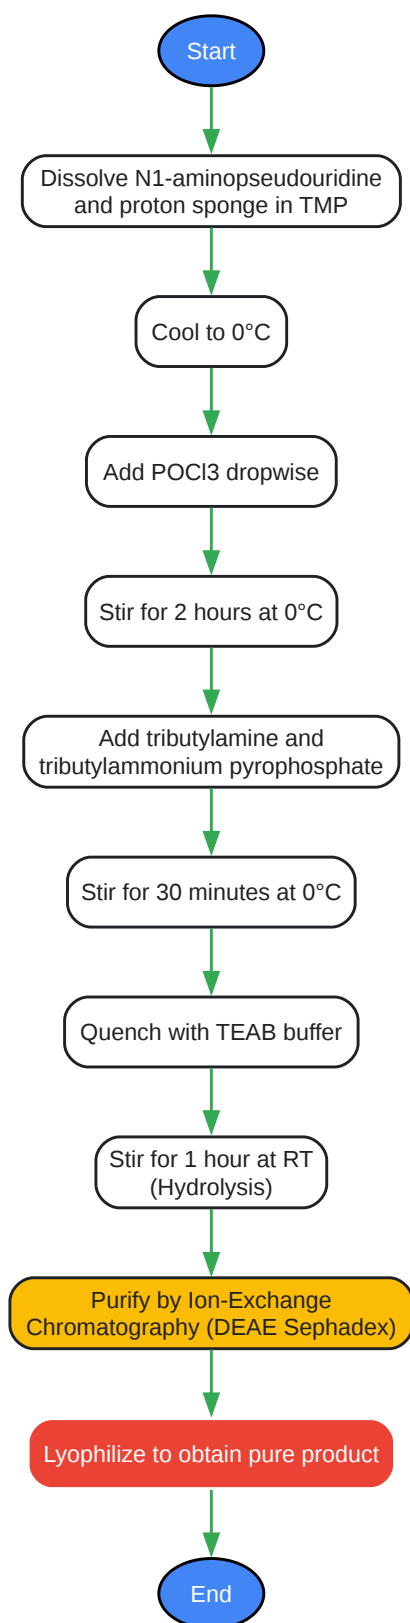 Start
Dissolve N1-aminopseudouridine
and proton sponge in TMP
Cool to 0°C
Add POCl3 dropwise
Stir for 2 hours at 0°C
Add tributylamine and
tributylammonium pyrophosphate
Stir for 30 minutes at 0°C
Quench with TEAB buffer
Stir for 1 hour at RT
(Hydrolysis)
Purify by Ion-Exchange
Chromatography (DEAE Sephadex)
Lyophilize to obtain pure product
End